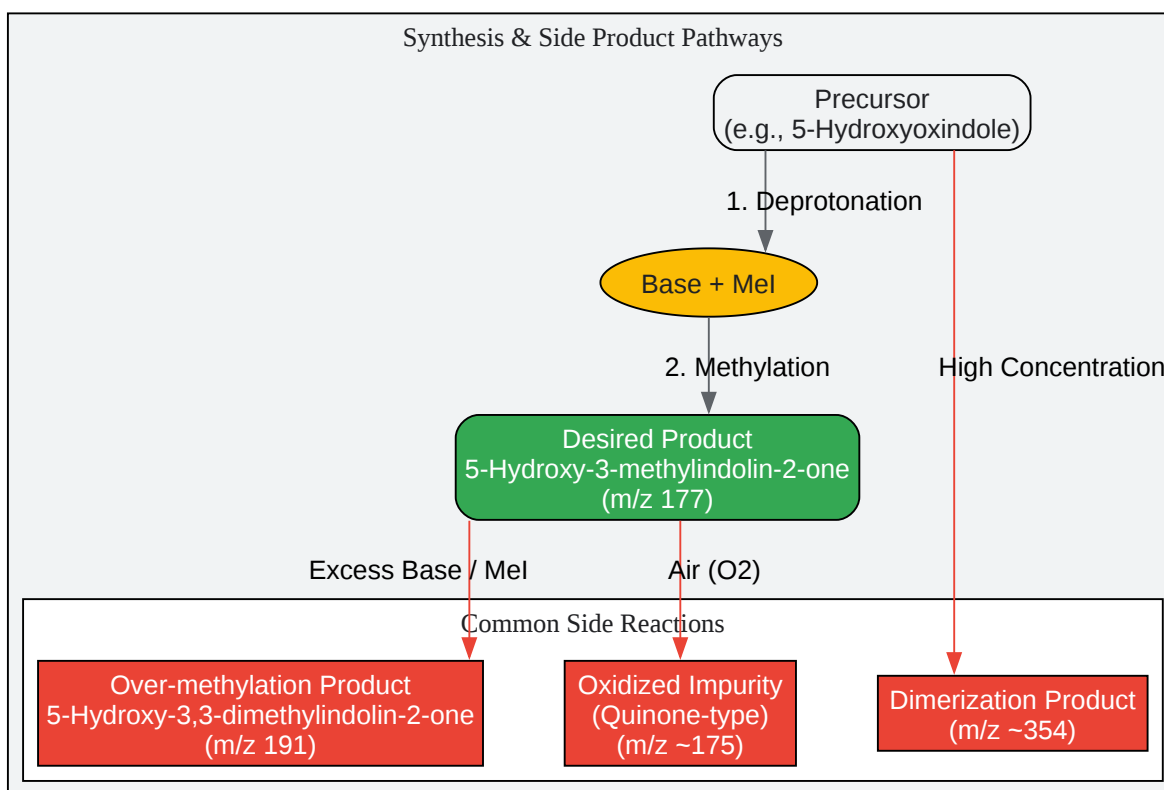 Synthesis & Side Product Pathways
Precursor
(e.g., 5-Hydroxyoxindole)
1. Deprotonation
Base + MeI
2. Methylation
High Concentration
Desired Product
5-Hydroxy-3-methylindolin-2-one
(m/z 177)
Excess Base / MeI
Air (O2)
Common Side Reactions
Over-methylation Product
5-Hydroxy-3,3-dimethylindolin-2-one
(m/z 191)
Oxidized Impurity
(Quinone-type)
(m/z ~175)
Dimerization Product
(m/z ~354)